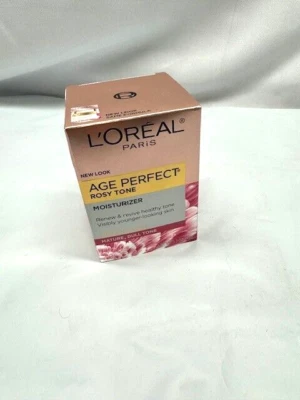 L'ORÉAL
PARIS
NEW LOOK
AGE PERFECT®
ROSY TONE
MOISTURIZER
Renew & revive healthy tone
Visibly younger-looking skin
MATURE, DULL TONE